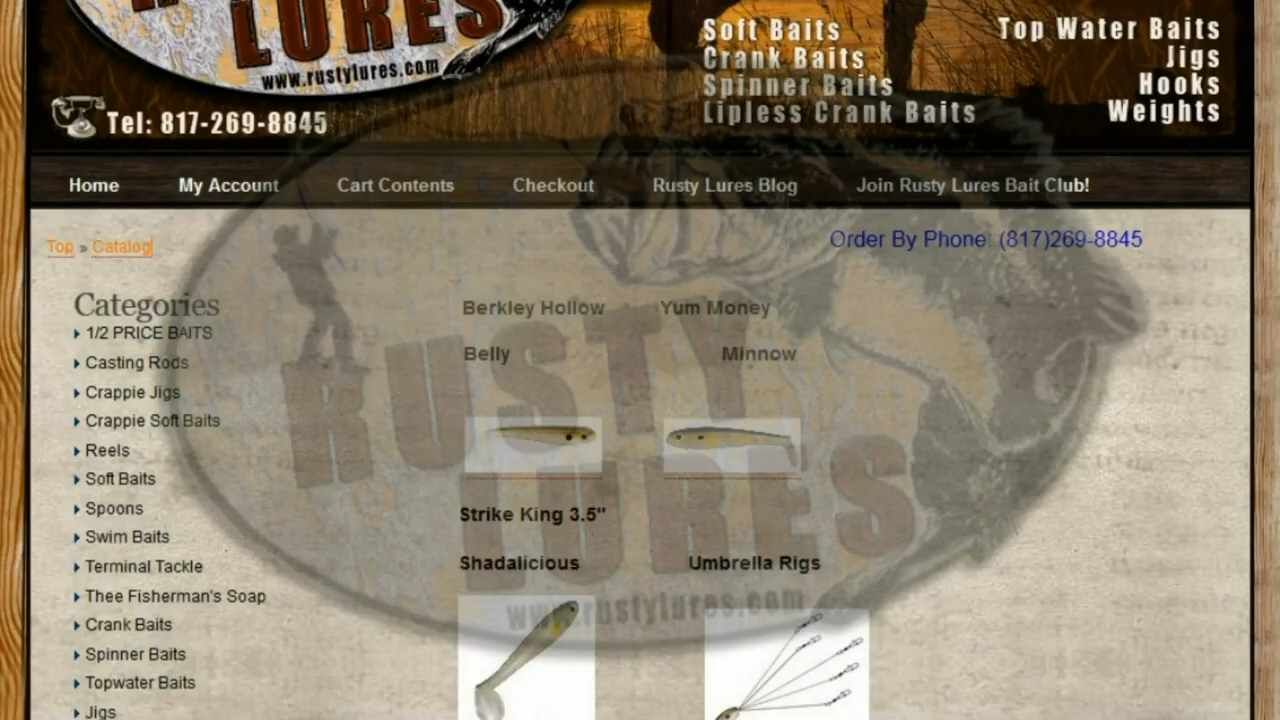 LURES
www.rustylures.com
Tel: 817-269-8845
Soft Baits
Crank Baits
Spinner Baits
Lipless Crank Baits
Top Water Baits
Jigs
Hooks
Weights
Home My Account Cart Contents Checkout Rusty Lures Blog Join Rusty Lures Bait Club!
Top » Catalog
Order By Phone: (817)269-8845
Categories
1/2 PRICE BAITS
Casting Rods
Crappie Jigs
Crappie Soft Baits
Reels
Soft Baits
Spoons
Swim Baits
Terminal Tackle
Thee Fisherman's Soap
Crank Baits
Spinner Baits
Topwater Baits
Jigs
Berkley Hollow
Belly
Yum Money
Minnow
Strike King 3.5"
Shadalicious
Umbrella Rigs
RUSTY
LURES
www.rustylures.com